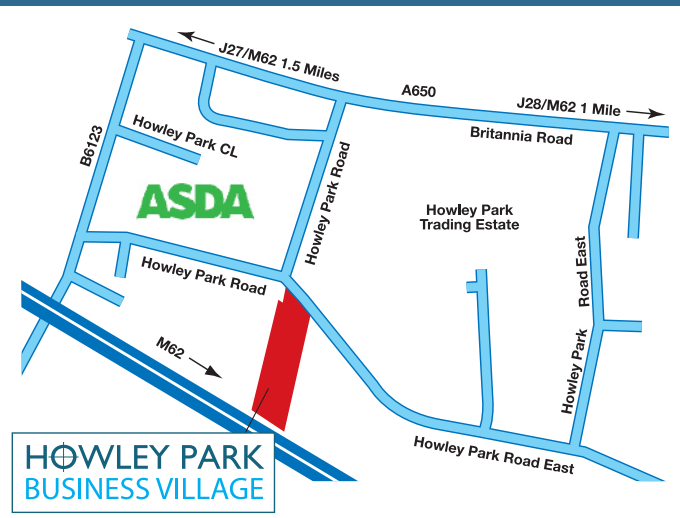 J27/M62 1.5 Miles
A650
J28/M62 1 Mile
Britannia Road
B6123
Howley Park CL
ASDA
Howley Park Road
Howley Park
Trading Estate
Howley Park Road
Howley Park
Road East
M62
Howley Park Road East
HOWLEY PARK
BUSINESS VILLAGE